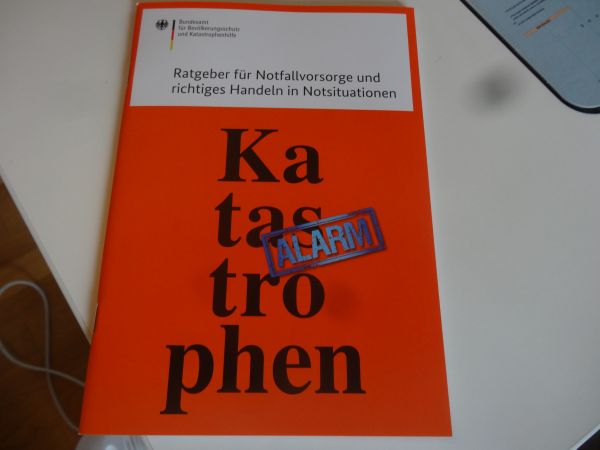 Bundesamt
für Bevölkerungsschutz
und Katastrophenhilfe
Ratgeber für Notfallvorsorge und
richtiges Handeln in Notsituationen
Ka
tas
ALARM
tro
phen